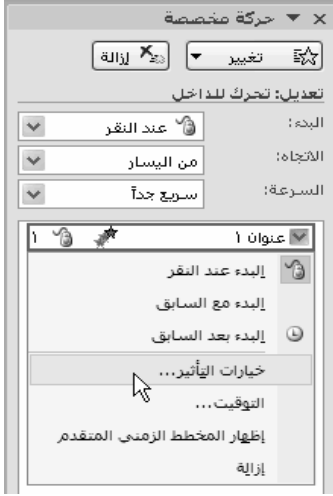 حركة مخصصة
تغيير إزالة
تعديل: تحرك للداخل
البدء: عند النقر
الاتجاه: من اليسار
السرعة: سريع جداً
عنوان ١ ١
البدء عند النقر
البدء مع السابق
البدء بعد السابق
خيارات التأثير...
التوقيت...
إظهار المخطط الزمني المتقدم
إزالة